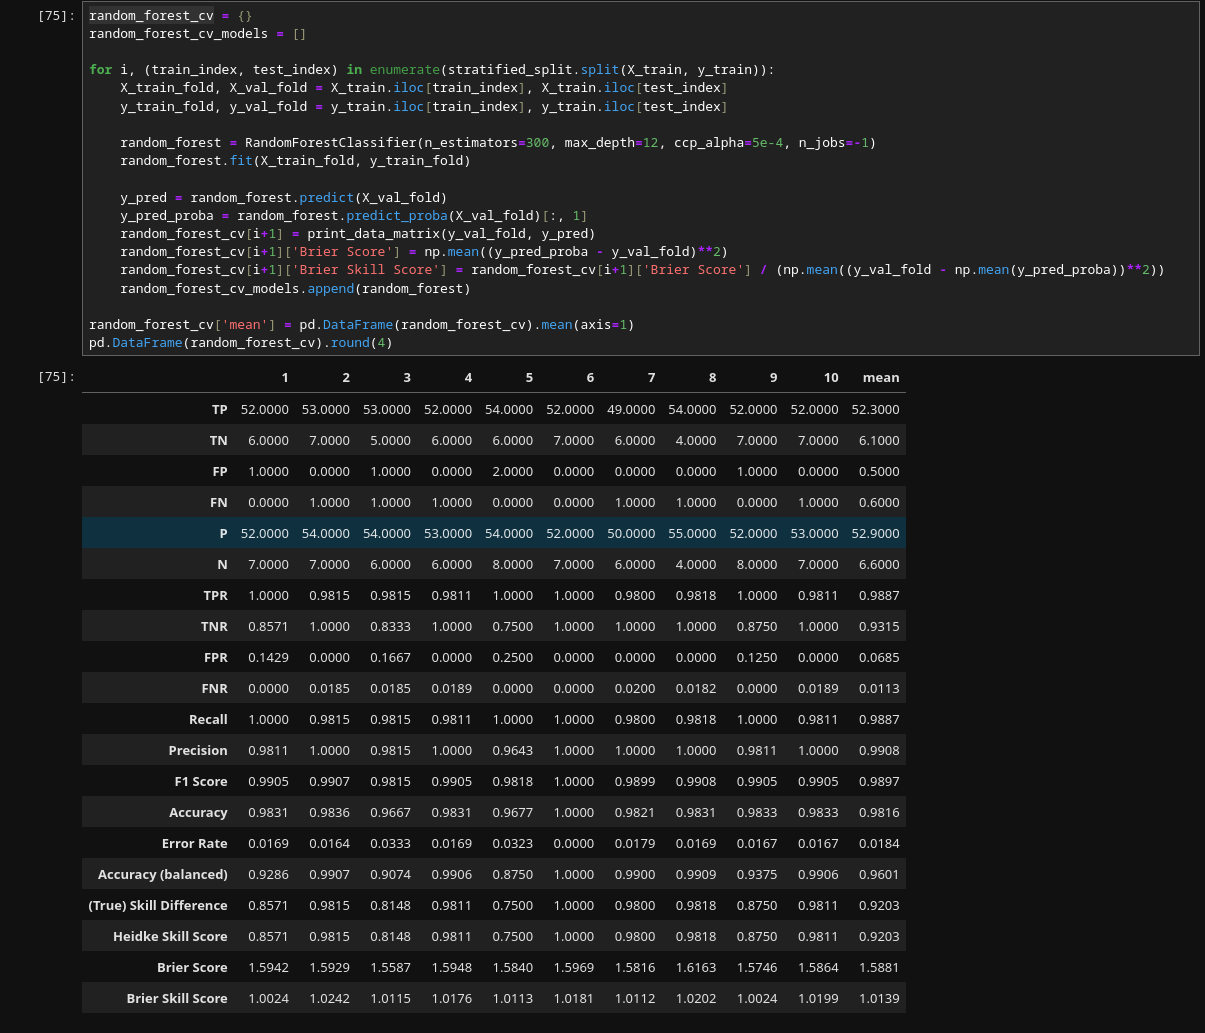 [75]: random_forest_cv = {}
random_forest_cv_models = []
for i, (train_index, test_index) in enumerate(stratified_split.split(X_train, y_train)):
    X_train_fold, X_val_fold = X_train.iloc[train_index], X_train.iloc[test_index]
    y_train_fold, y_val_fold = y_train.iloc[train_index], y_train.iloc[test_index]
    random_forest = RandomForestClassifier(n_estimators=300, max_depth=12, ccp_alpha=5e-4, n_jobs=-1)
    random_forest.fit(X_train_fold, y_train_fold)
    y_pred = random_forest.predict(X_val_fold)
    y_pred_proba = random_forest.predict_proba(X_val_fold)[:, 1]
    random_forest_cv[i+1] = print_data_matrix(y_val_fold, y_pred)
    random_forest_cv[i+1]['Brier Score'] = np.mean((y_pred_proba - y_val_fold)**2)
    random_forest_cv[i+1]['Brier Skill Score'] = random_forest_cv[i+1]['Brier Score'] / (np.mean((y_val_fold - np.mean(y_pred_proba))**2))
    random_forest_cv_models.append(random_forest)
random_forest_cv['mean'] = pd.DataFrame(random_forest_cv).mean(axis=1)
pd.DataFrame(random_forest_cv).round(4)
[75]: 1 2 3 4 5 6 7 8 9 10 mean
TP 52.0000 53.0000 53.0000 52.0000 54.0000 52.0000 49.0000 54.0000 52.0000 52.0000 52.3000
TN 6.0000 7.0000 5.0000 6.0000 6.0000 7.0000 6.0000 4.0000 7.0000 7.0000 6.1000
FP 1.0000 0.0000 1.0000 0.0000 2.0000 0.0000 0.0000 0.0000 1.0000 0.0000 0.5000
FN 0.0000 1.0000 1.0000 1.0000 0.0000 0.0000 1.0000 1.0000 0.0000 1.0000 0.6000
P 52.0000 54.0000 54.0000 53.0000 54.0000 52.0000 50.0000 55.0000 52.0000 53.0000 52.9000
N 7.0000 7.0000 6.0000 6.0000 8.0000 7.0000 6.0000 4.0000 8.0000 7.0000 6.6000
TPR 1.0000 0.9815 0.9815 0.9811 1.0000 1.0000 0.9800 0.9818 1.0000 0.9811 0.9887
TNR 0.8571 1.0000 0.8333 1.0000 0.7500 1.0000 1.0000 1.0000 0.8750 1.0000 0.9315
FPR 0.1429 0.0000 0.1667 0.0000 0.2500 0.0000 0.0000 0.0000 0.1250 0.0000 0.0685
FNR 0.0000 0.0185 0.0185 0.0189 0.0000 0.0000 0.0200 0.0182 0.0000 0.0189 0.0113
Recall 1.0000 0.9815 0.9815 0.9811 1.0000 1.0000 0.9800 0.9818 1.0000 0.9811 0.9887
Precision 0.9811 1.0000 0.9815 1.0000 0.9643 1.0000 1.0000 1.0000 0.9811 1.0000 0.9908
F1 Score 0.9905 0.9907 0.9815 0.9905 0.9818 1.0000 0.9899 0.9908 0.9905 0.9905 0.9897
Accuracy 0.9831 0.9836 0.9667 0.9831 0.9677 1.0000 0.9821 0.9831 0.9833 0.9833 0.9816
Error Rate 0.0169 0.0164 0.0333 0.0169 0.0323 0.0000 0.0179 0.0169 0.0167 0.0167 0.0184
Accuracy (balanced) 0.9286 0.9907 0.9074 0.9906 0.8750 1.0000 0.9900 0.9909 0.9375 0.9906 0.9601
(True) Skill Difference 0.8571 0.9815 0.8148 0.9811 0.7500 1.0000 0.9800 0.9818 0.8750 0.9811 0.9203
Heidke Skill Score 0.8571 0.9815 0.8148 0.9811 0.7500 1.0000 0.9800 0.9818 0.8750 0.9811 0.9203
Brier Score 1.5942 1.5929 1.5587 1.5948 1.5840 1.5969 1.5816 1.6163 1.5746 1.5864 1.5881
Brier Skill Score 1.0024 1.0242 1.0115 1.0176 1.0113 1.0181 1.0112 1.0202 1.0024 1.0199 1.0139